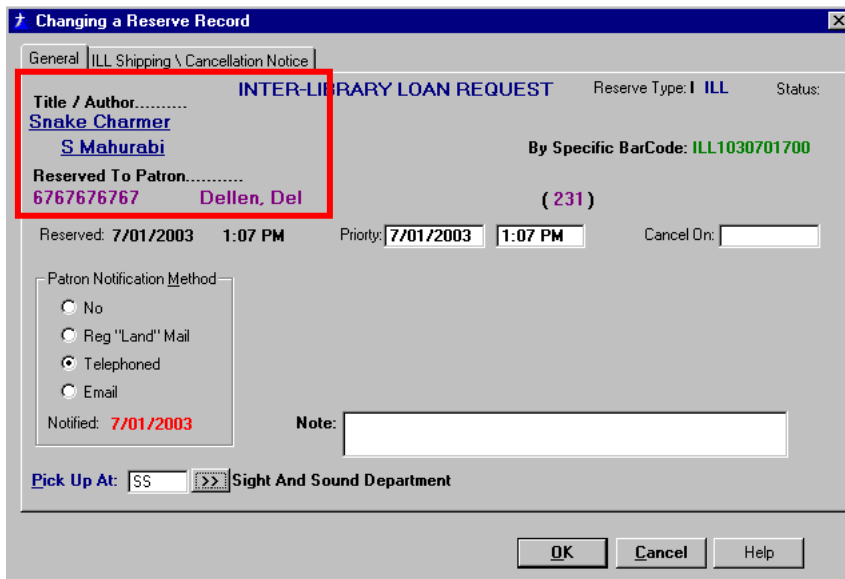 Changing a Reserve Record
General ILL Shipping \ Cancellation Notice
INTER-LIBRARY LOAN REQUEST Reserve Type: I ILL Status:
Title / Author..........
Snake Charmer
S Mahurabi
By Specific BarCode: ILL1030701700
Reserved To Patron...........
6767676767 Dellen, Del (231)
Reserved: 7/01/2003 1:07 PM Priorty: 7/01/2003 1:07 PM Cancel On:
Patron Notification Method
No
Reg "Land" Mail
Telephoned
Email
Notified: 7/01/2003 Note:
Pick Up At: SS >> Sight And Sound Department
OK Cancel Help